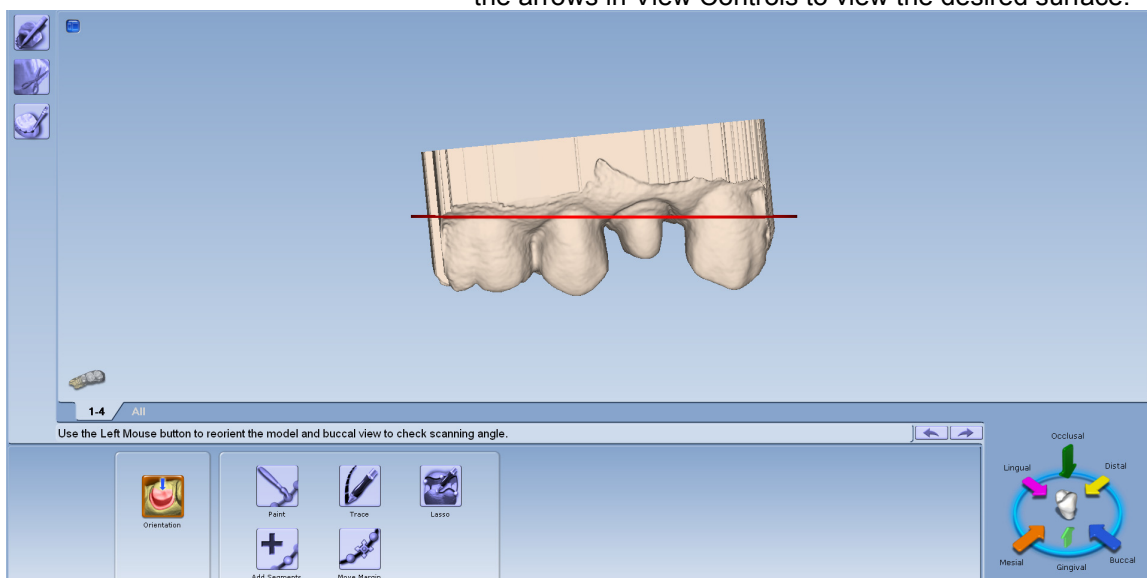 the arrows in View Controls to view the desired surface.
1-4 All
Use the Left Mouse button to reorient the model and buccal view to check scanning angle.
Orientation
Paint Trace Lasso
Add Segments Move Margin
Occlusal
Lingual Distal
Mesial Gingival Buccal